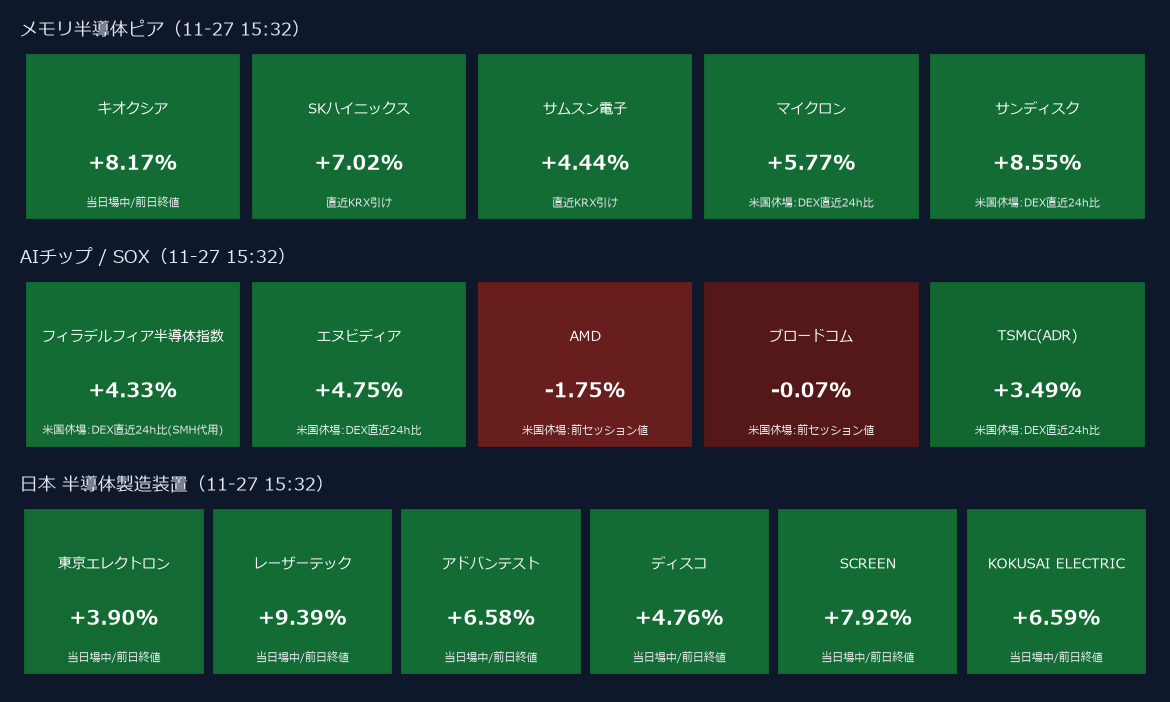 メモリ半導体ピア（11-27 15:32）
キオクシア
+8.17%
当日場中/前日終値
SKハイニックス
+7.02%
直近KRX引け
サムスン電子
+4.44%
直近KRX引け
マイクロン
+5.77%
米国休場:DEX直近24h比
サンディスク
+8.55%
米国休場:DEX直近24h比
AIチップ / SOX（11-27 15:32）
フィラデルフィア半導体指数
+4.33%
米国休場:DEX直近24h比(SMH代用)
エヌビディア
+4.75%
米国休場:DEX直近24h比
AMD
-1.75%
米国休場:前セッション値
ブロードコム
-0.07%
米国休場:前セッション値
TSMC(ADR)
+3.49%
米国休場:DEX直近24h比
日本 半導体製造装置（11-27 15:32）
東京エレクトロン
+3.90%
当日場中/前日終値
レーザーテック
+9.39%
当日場中/前日終値
アドバンテスト
+6.58%
当日場中/前日終値
ディスコ
+4.76%
当日場中/前日終値
SCREEN
+7.92%
当日場中/前日終値
KOKUSAI ELECTRIC
+6.59%
当日場中/前日終値